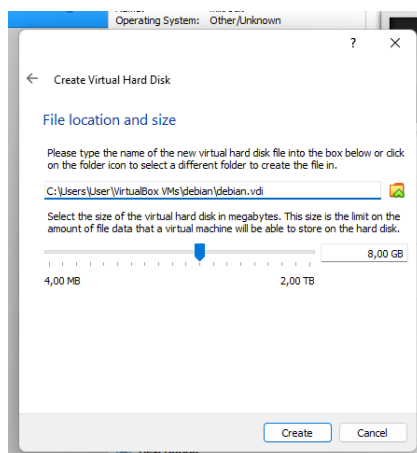 Operating System: Other/Unknown
?
Create Virtual Hard Disk
File location and size
Please type the name of the new virtual hard disk file into the box below or click
on the folder icon to select a different folder to create the file in.
C:\Users\User\VirtualBox VMs\debian\debian.vdi
Select the size of the virtual hard disk in megabytes. This size is the limit on the
amount of file data that a virtual machine will be able to store on the hard disk.
8,00 GB
4,00 MB 2,00 TB
Create Cancel